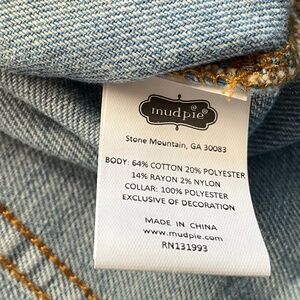 mudpie®
Stone Mountain, GA 30083
BODY: 64% COTTON 20% POLYESTER
14% RAYON 2% NYLON
COLLAR: 100% POLYESTER
EXCLUSIVE OF DECORATION
MADE IN CHINA
www.mudpie.com
RN131993